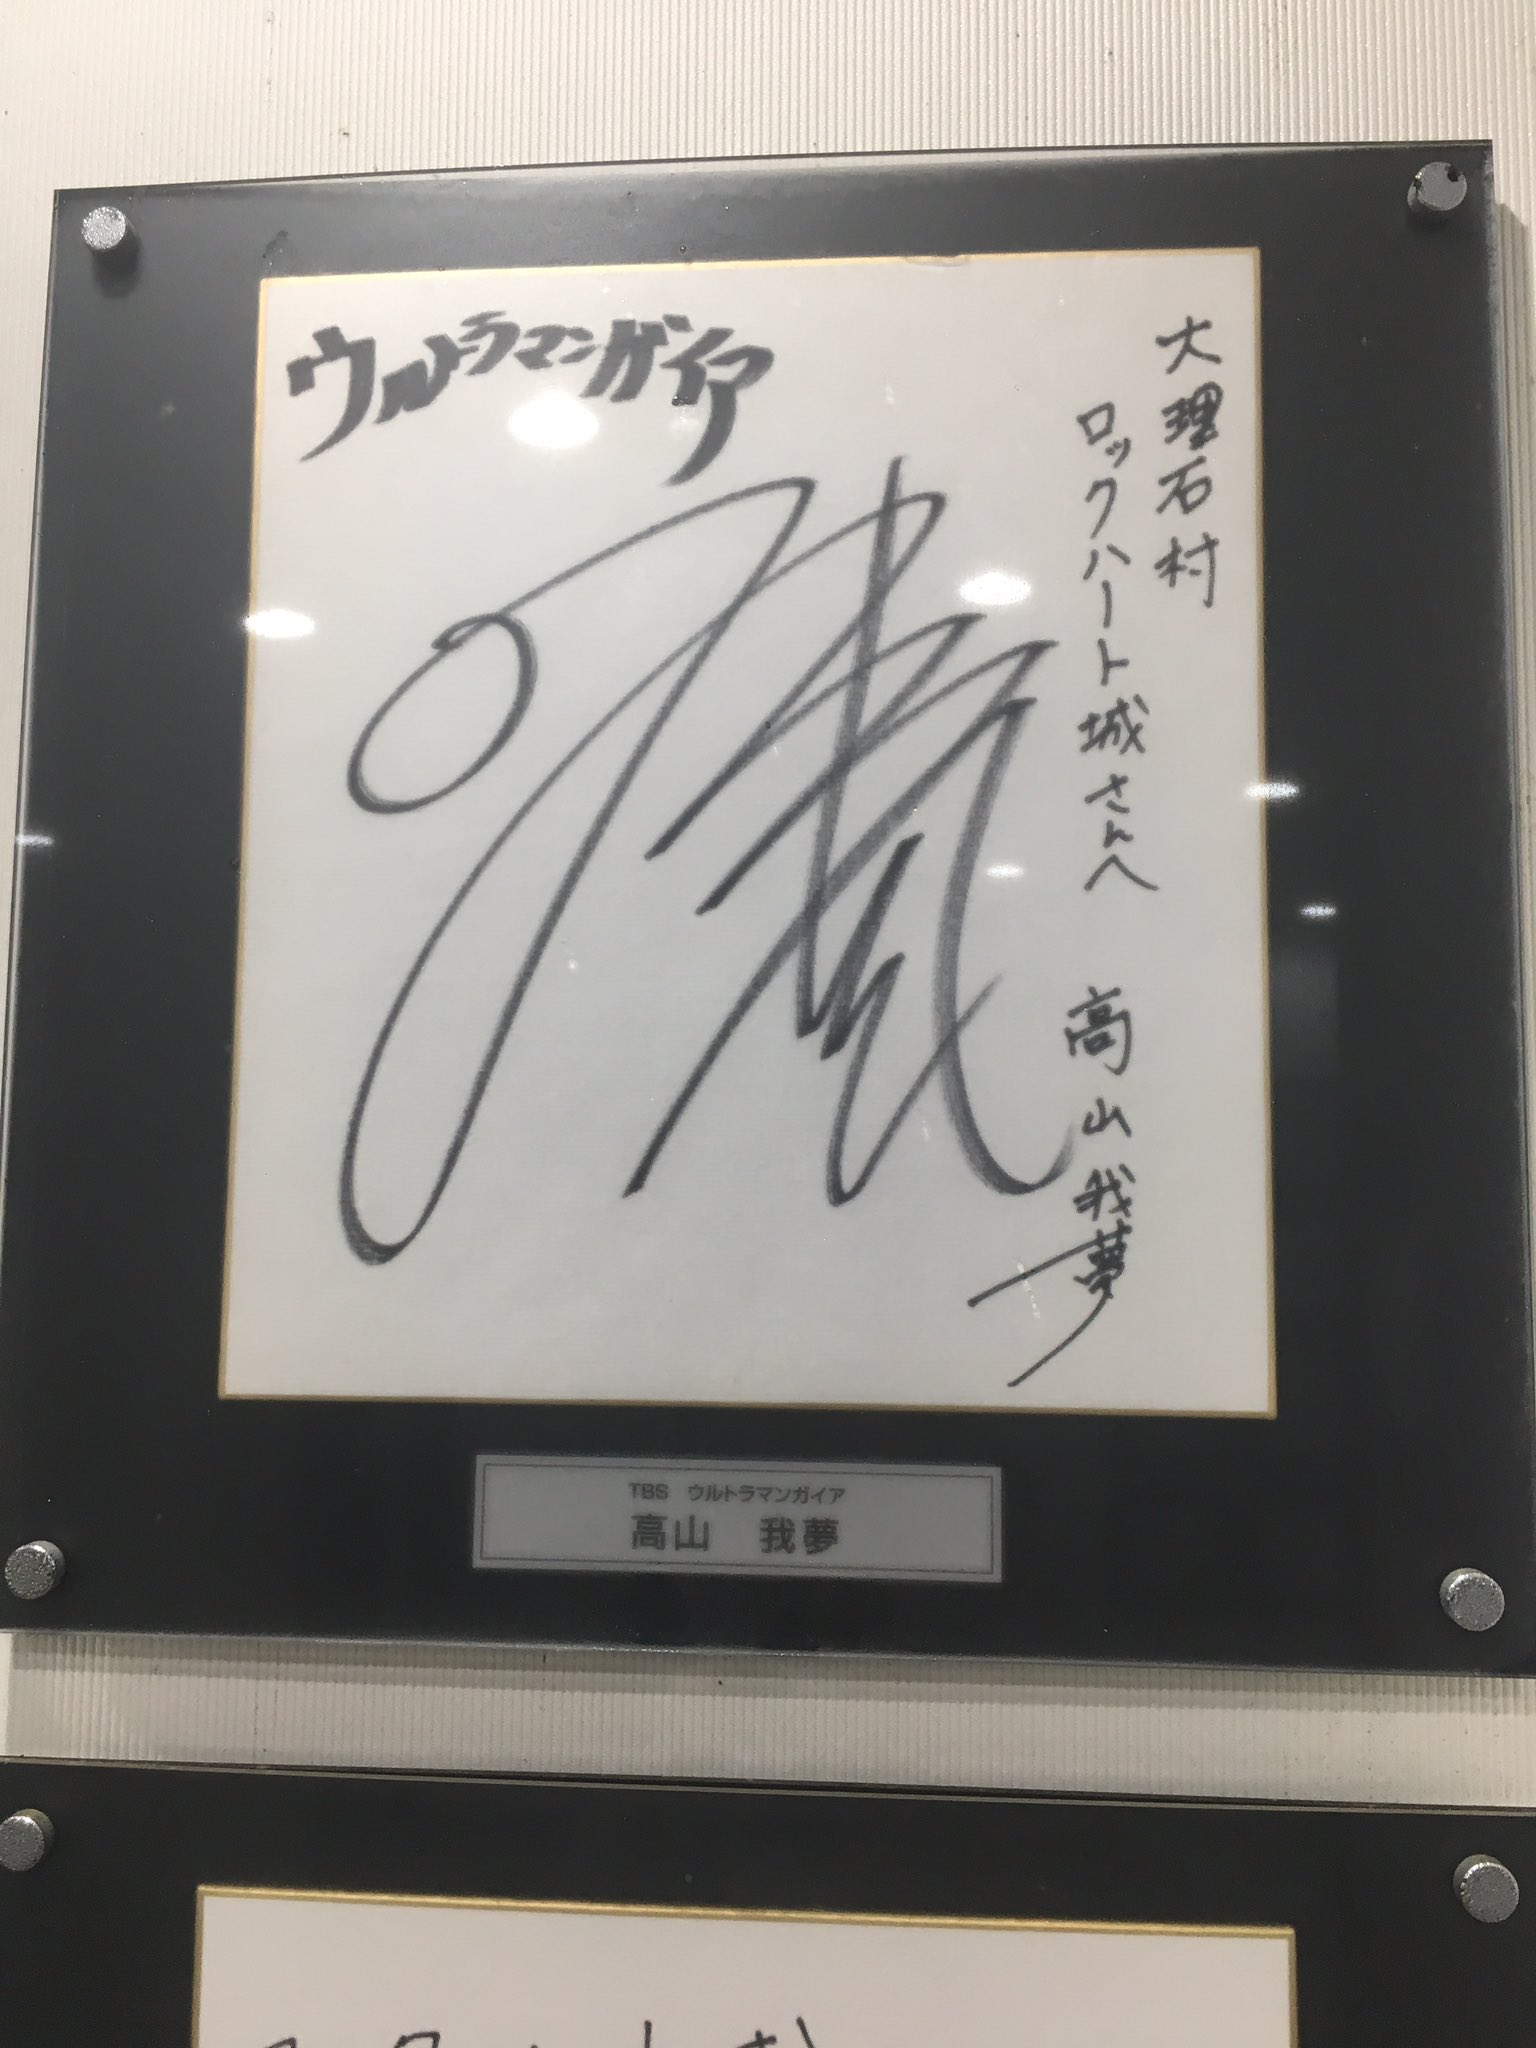 ウルトラマンガイア
大理石村
ロックハート城さんへ
高山我夢
TBS ウルトラマンガイア
高山 我夢